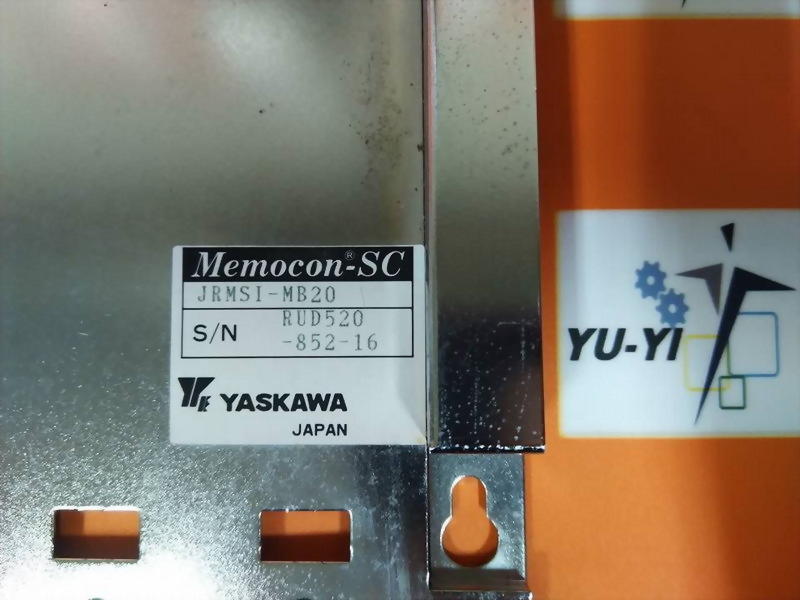 Memocon®-SC
JRMSI-MB20
S/N RUD520
-852-16
YASKAWA
JAPAN
YU-YI